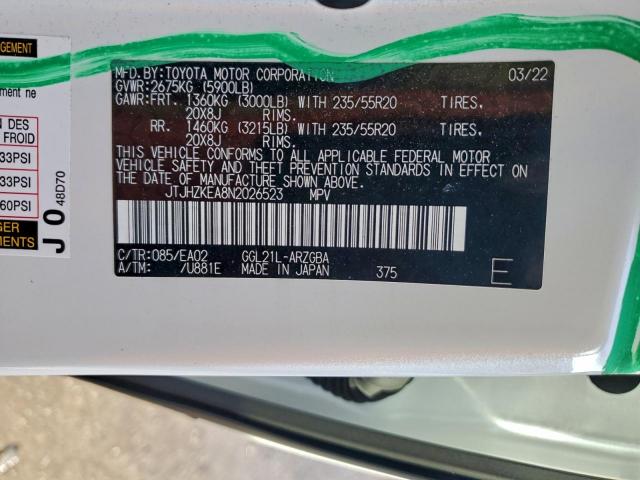 AGEMENT
ment ne
N DES
FROID
33PSI
33PSI
60PSI
GER
EMENTS
J O 48D70
MFD.BY:TOYOTA MOTOR CORPORATION 03/22
GVWR:2675KG (5900LB)
GAWR:FRT. 1360KG (3000LB) WITH 235/55R20 TIRES,
20X8J RIMS.
RR. 1460KG (3215LB) WITH 235/55R20 TIRES,
20X8J RIMS.
THIS VEHICLE CONFORMS TO ALL APPLICABLE FEDERAL MOTOR
VEHICLE SAFETY AND THEFT PREVENTION STANDARDS IN EFFECT ON
THE DATE OF MANUFACTURE SHOWN ABOVE.
JTJHZKEA8N2026523 MPV
C/TR:085/EA02 GGL21L-ARZGBA
A/TM: /U881E MADE IN JAPAN 375 E